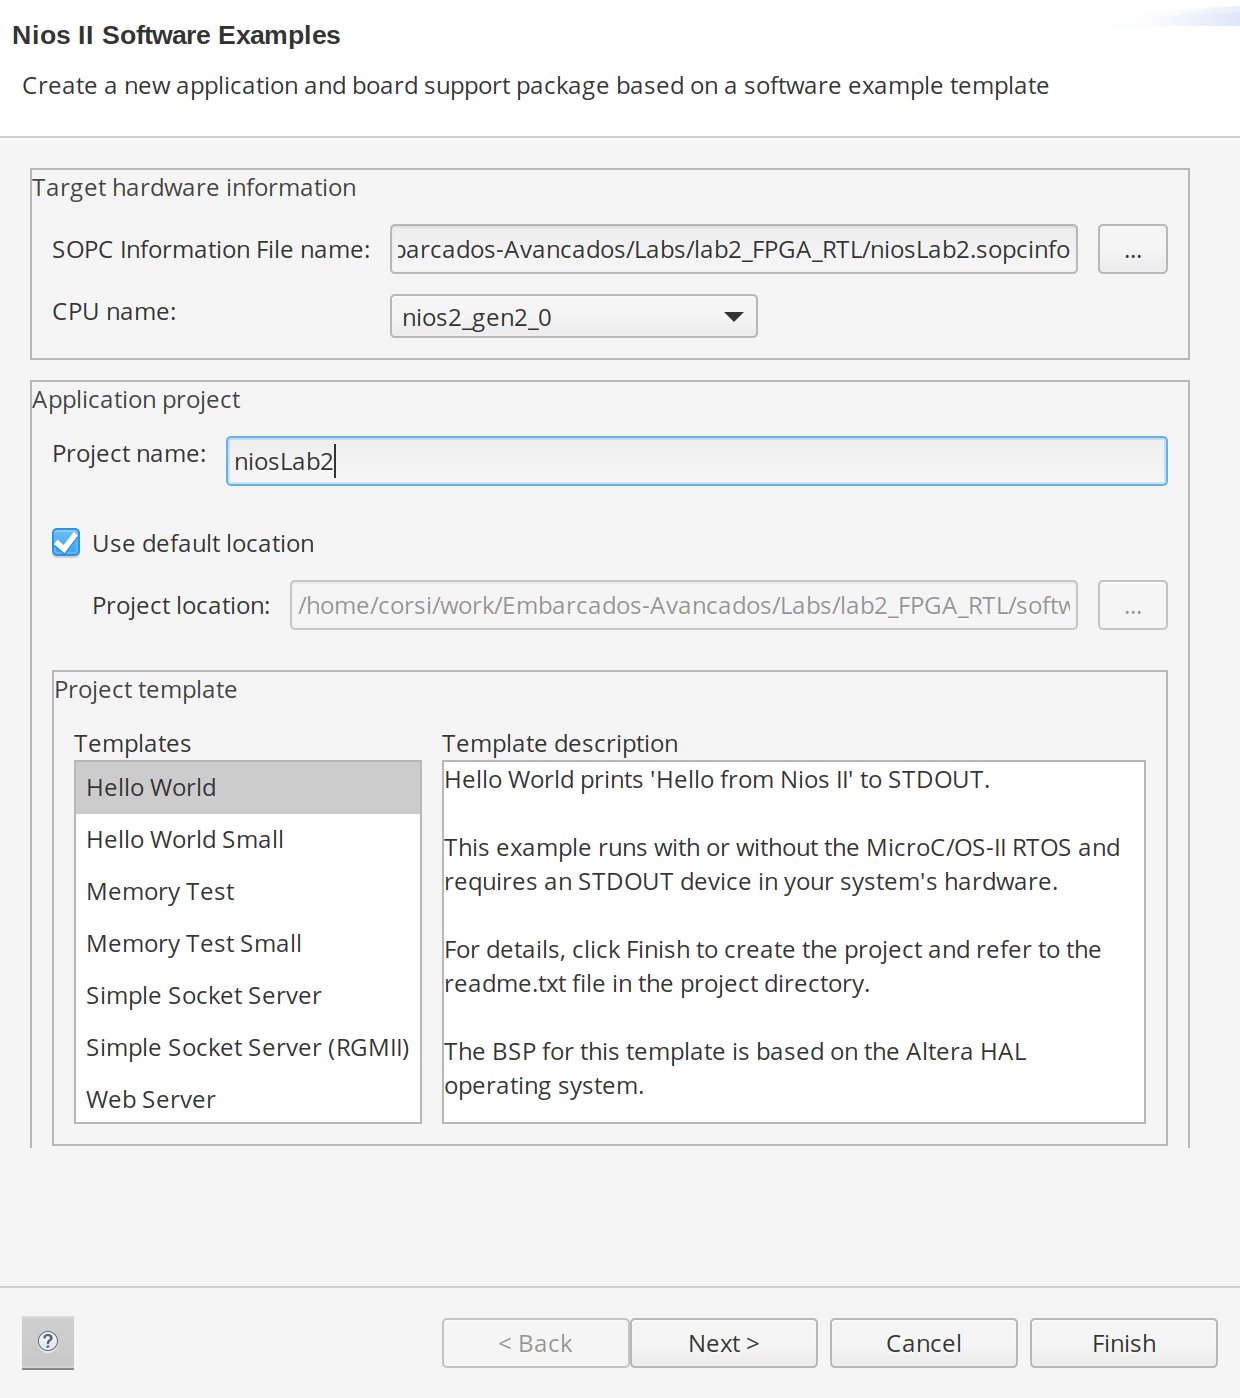 Nios II Software Examples
Create a new application and board support package based on a software example template
Target hardware information
SOPC Information File name: barcados-Avancados/Labs/lab2_FPGA_RTL/niosLab2.sopcinfo ...
CPU name: nios2_gen2_0
Application project
Project name: niosLab2
Use default location
Project location: /home/corsi/work/Embarcados-Avancados/Labs/lab2_FPGA_RTL/softw ...
Project template
Templates Template description
Hello World
Hello World Small
Memory Test
Memory Test Small
Simple Socket Server
Simple Socket Server (RGMII)
Web Server
Hello World prints 'Hello from Nios II' to STDOUT.
This example runs with or without the MicroC/OS-II RTOS and
requires an STDOUT device in your system's hardware.
For details, click Finish to create the project and refer to the
readme.txt file in the project directory.
The BSP for this template is based on the Altera HAL
operating system.
? < Back Next > Cancel Finish